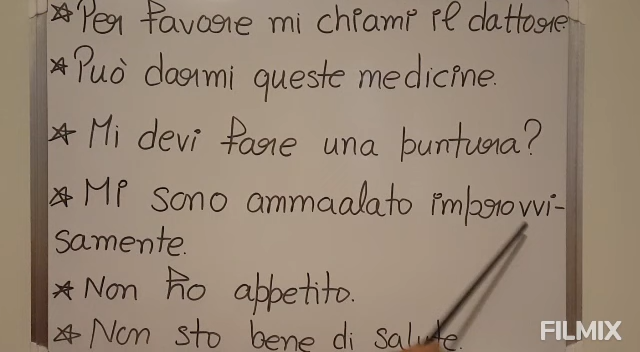 ☆ Per favore mi chiami il dattore
☆ Può darmi queste medicine.
☆ Mi devi fare una puntura?
☆ Mi sono ammaalato improvvi-
samente.
☆ Non ho appetito.
☆ Non sto bene di salute.
FILMIX